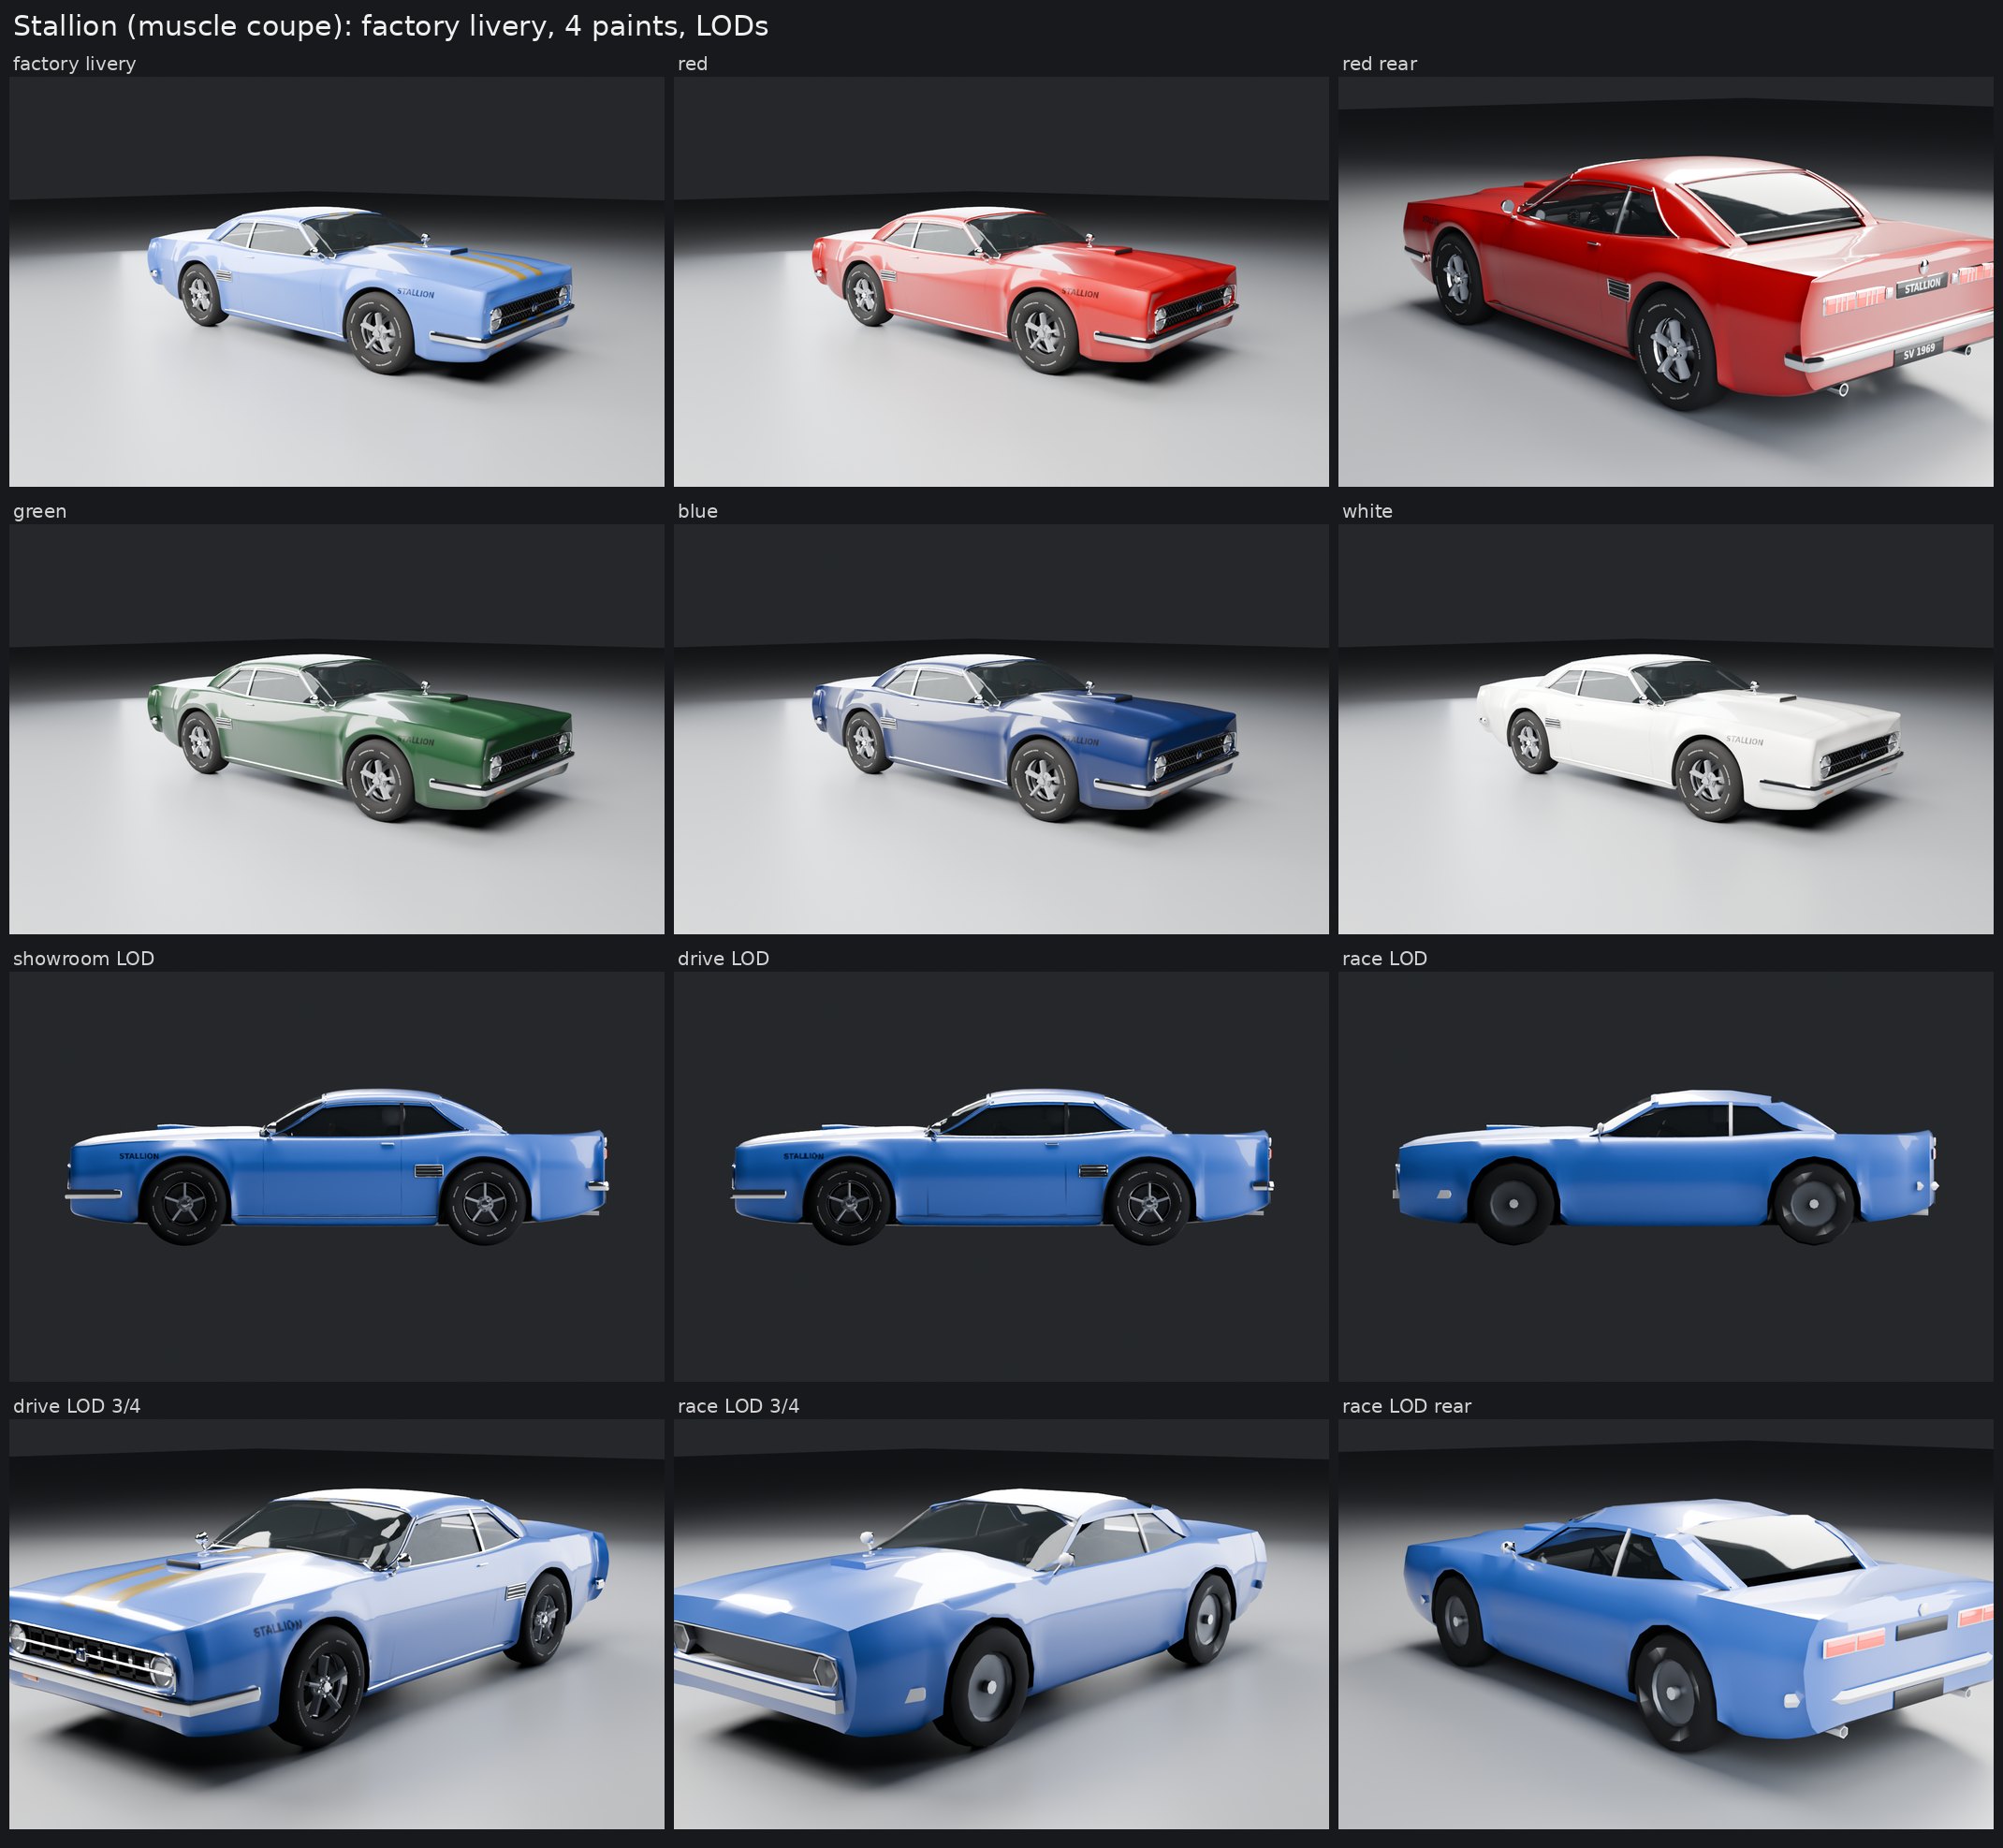 Stallion (muscle coupe): factory livery, 4 paints, LODs
factory livery
red
red rear
STALLION
STALLION
STALLION
SV 1969
green
blue
white
STALLION
STALLION
STALLION
showroom LOD
drive LOD
race LOD
STALLION
STALLION
drive LOD 3/4
race LOD 3/4
race LOD rear
STALLION